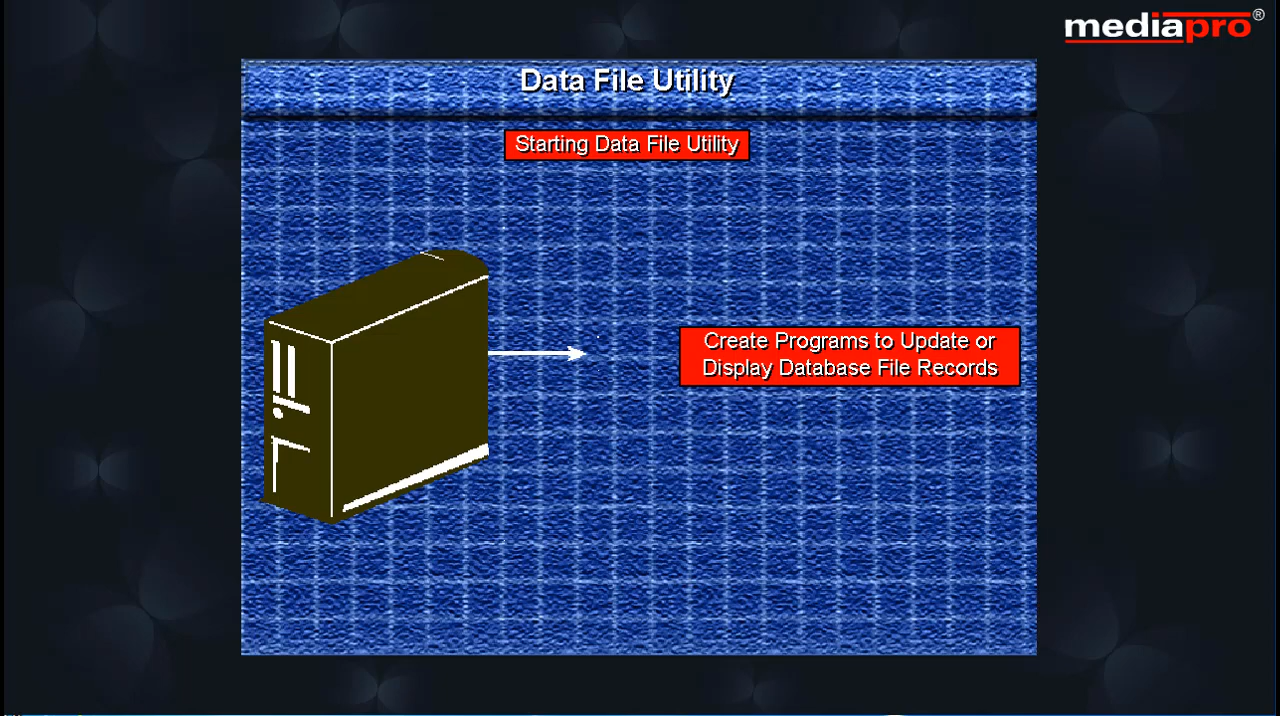 mediapro®
Data File Utility
Starting Data File Utility
Create Programs to Update or
Display Database File Records